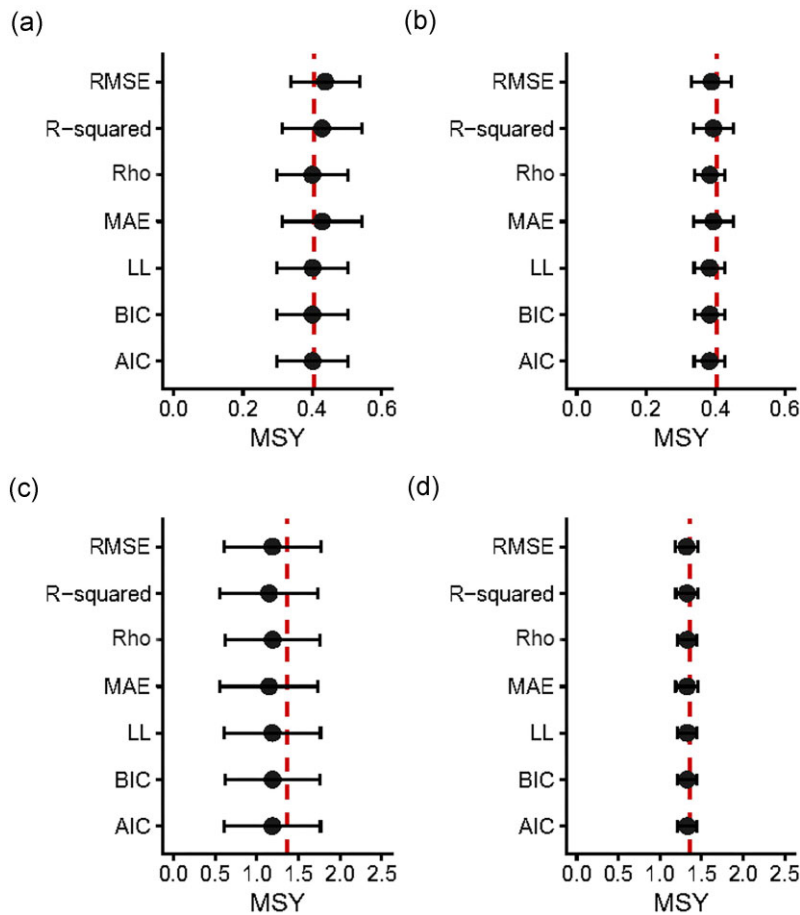 (a)
RMSE
R−squared
Rho
MAE
LL
BIC
AIC
0.0 0.2 0.4 0.6
MSY
(b)
RMSE
R−squared
Rho
MAE
LL
BIC
AIC
0.0 0.2 0.4 0.6
MSY
(c)
RMSE
R−squared
Rho
MAE
LL
BIC
AIC
0.0 0.5 1.0 1.5 2.0 2.5
MSY
(d)
RMSE
R−squared
Rho
MAE
LL
BIC
AIC
0.0 0.5 1.0 1.5 2.0 2.5
MSY